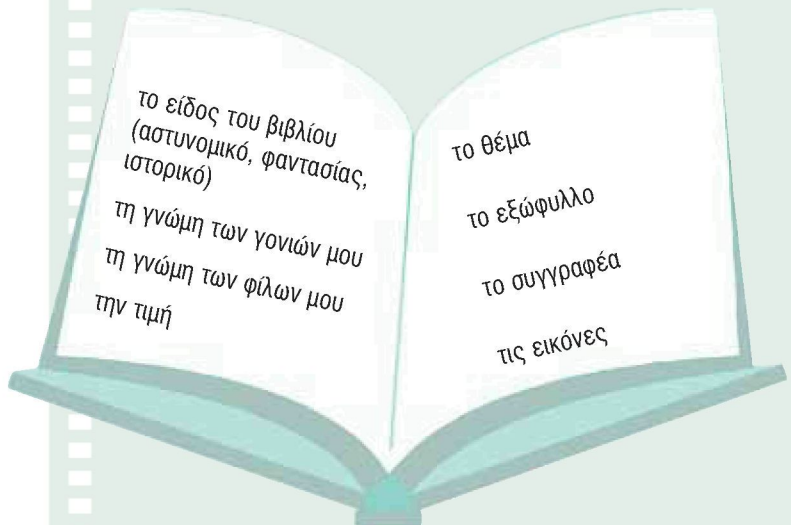 το είδος του βιβλίου
(αστυνομικό, φαντασίας,
ιστορικό)
τη γνώμη των γονιών μου
τη γνώμη των φίλων μου
την τιμή
το θέμα
το εξώφυλλο
το συγγραφέα
τις εικόνες